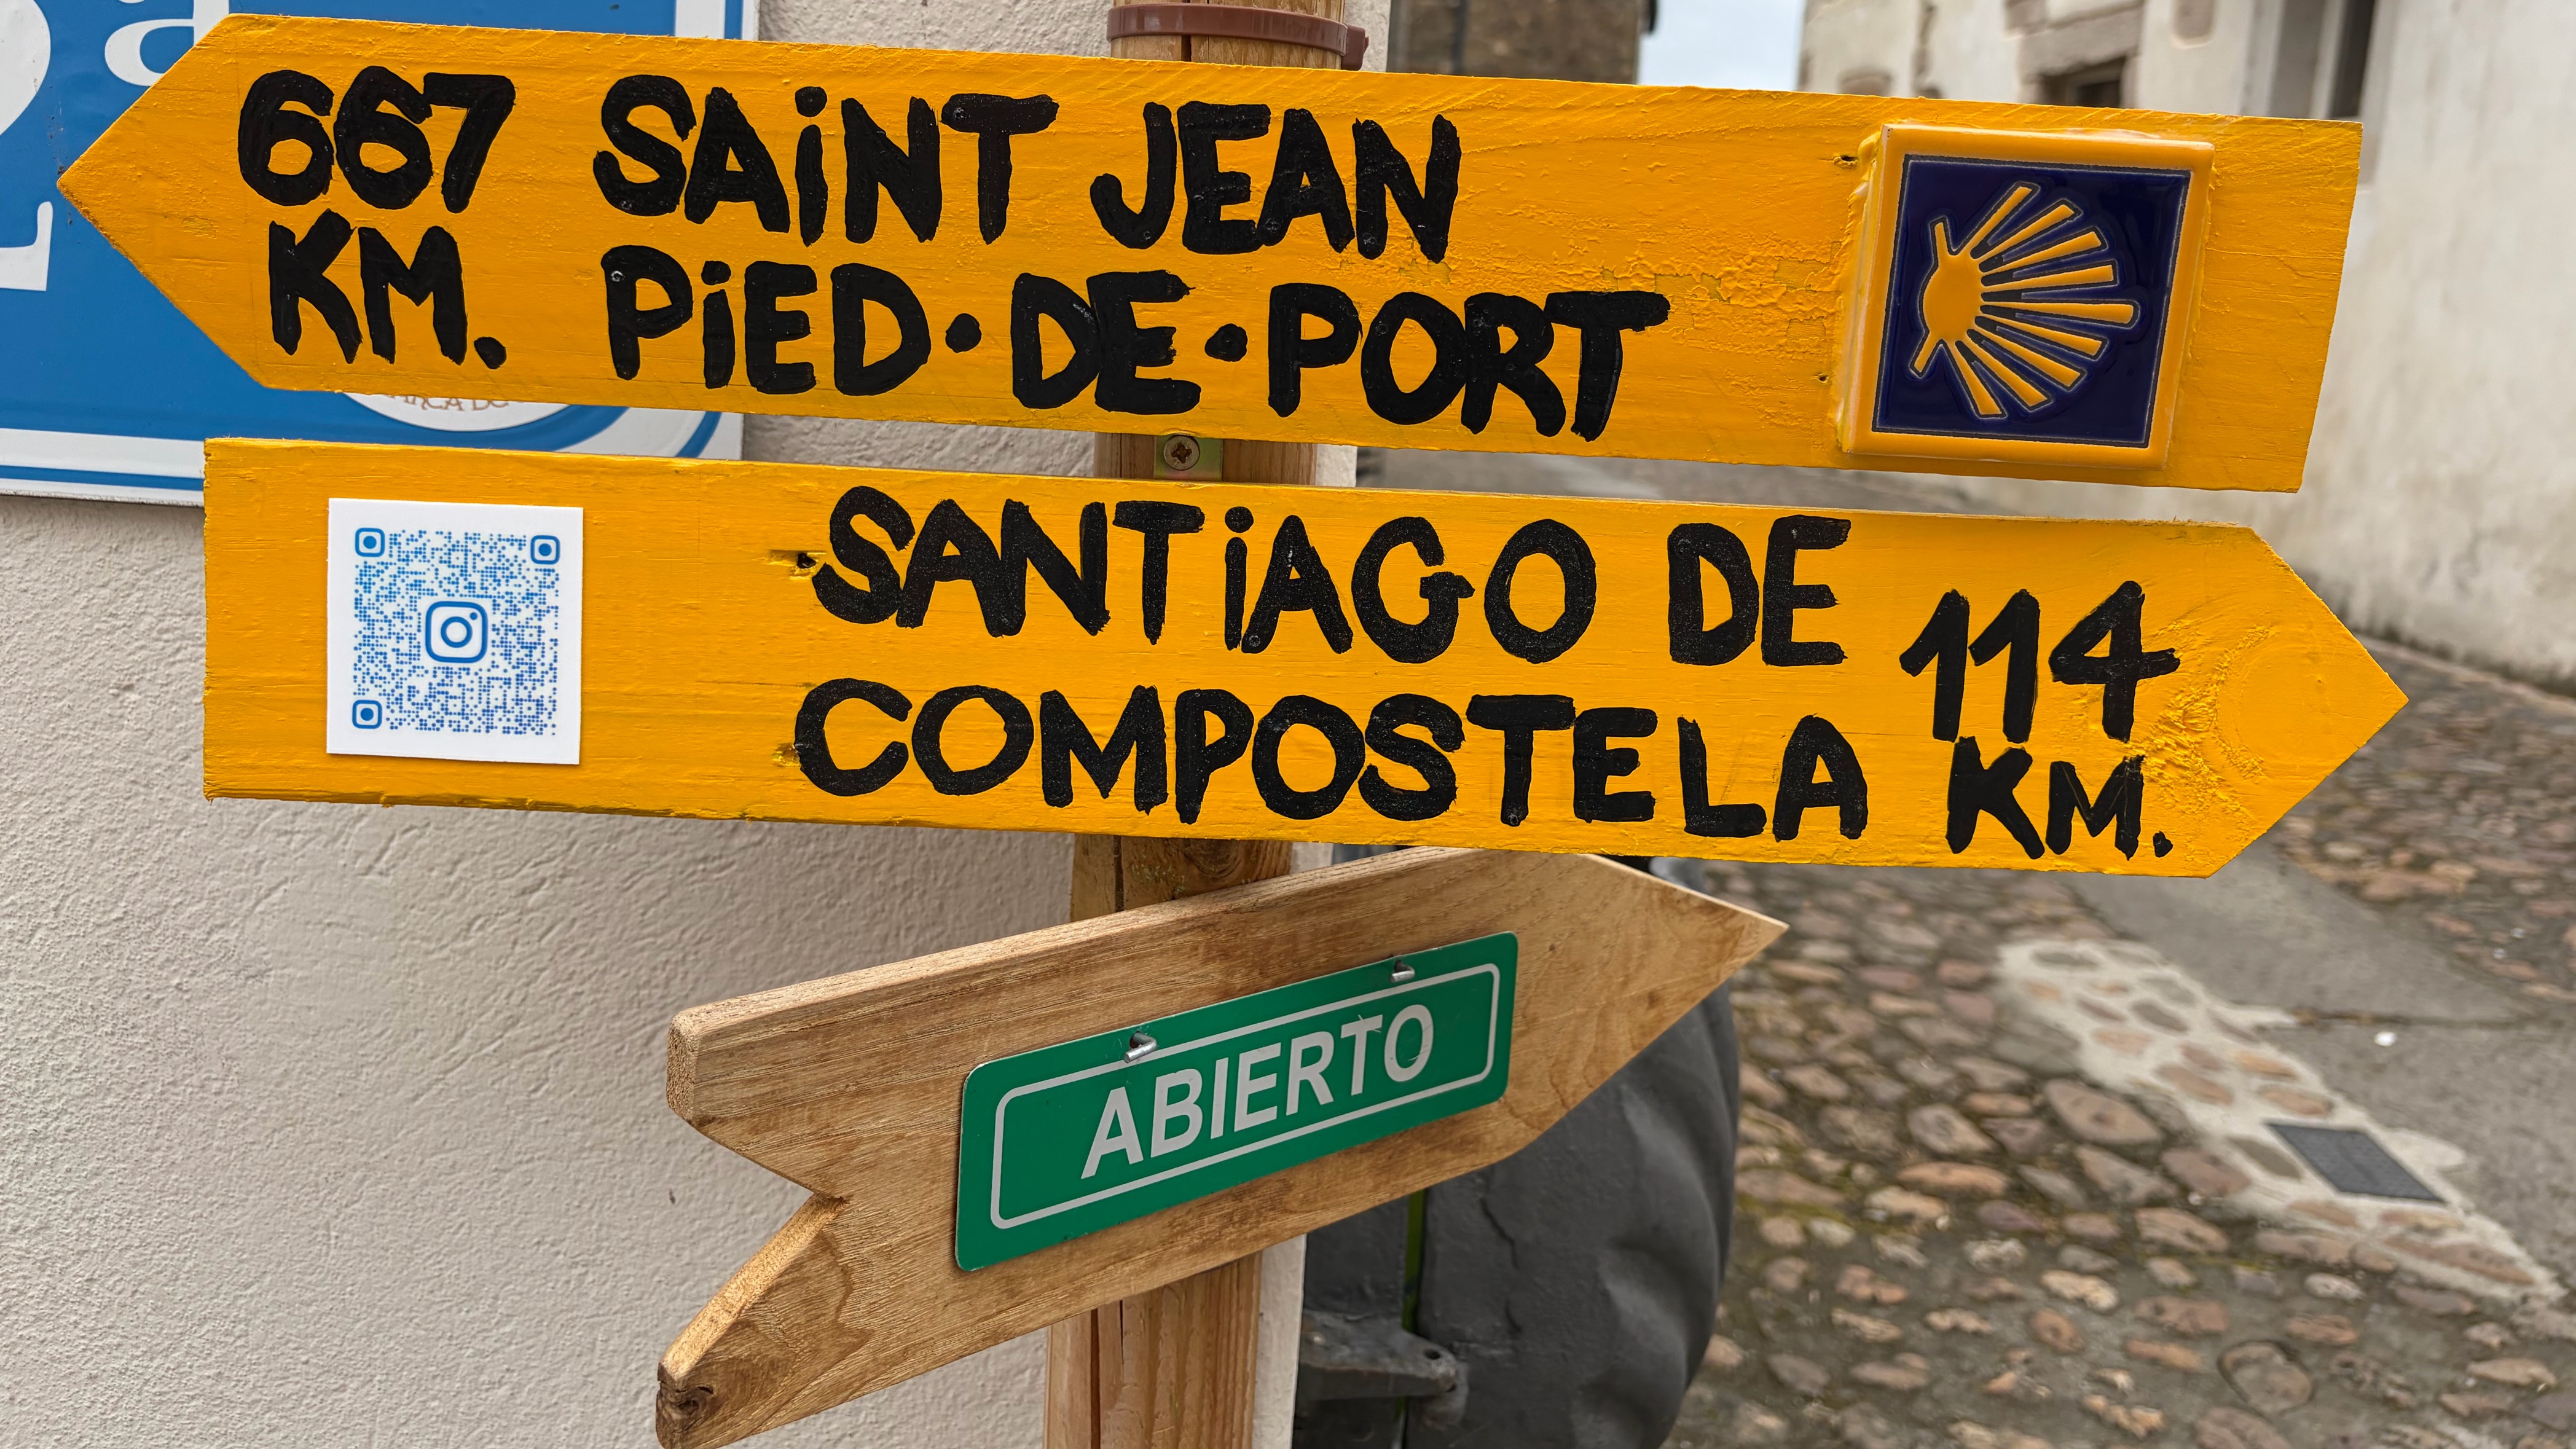 667 SAiNT JEAN
KM. PiED·DE·PORT
SANTiAGO DE 114
COMPOSTELA KM.
ABIERTO